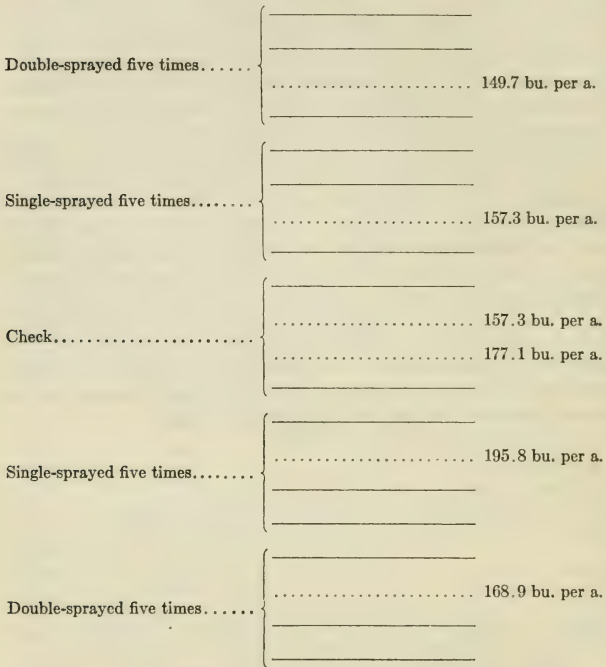 Double-sprayed five times......
...................... 149.7 bu. per a.
Single-sprayed five times........
...................... 157.3 bu. per a.
...................... 157.3 bu. per a.
Check........................
...................... 177.1 bu. per a.
...................... 195.8 bu. per a.
Single-sprayed five times........
...................... 168.9 bu. per a.
Double-sprayed five times......